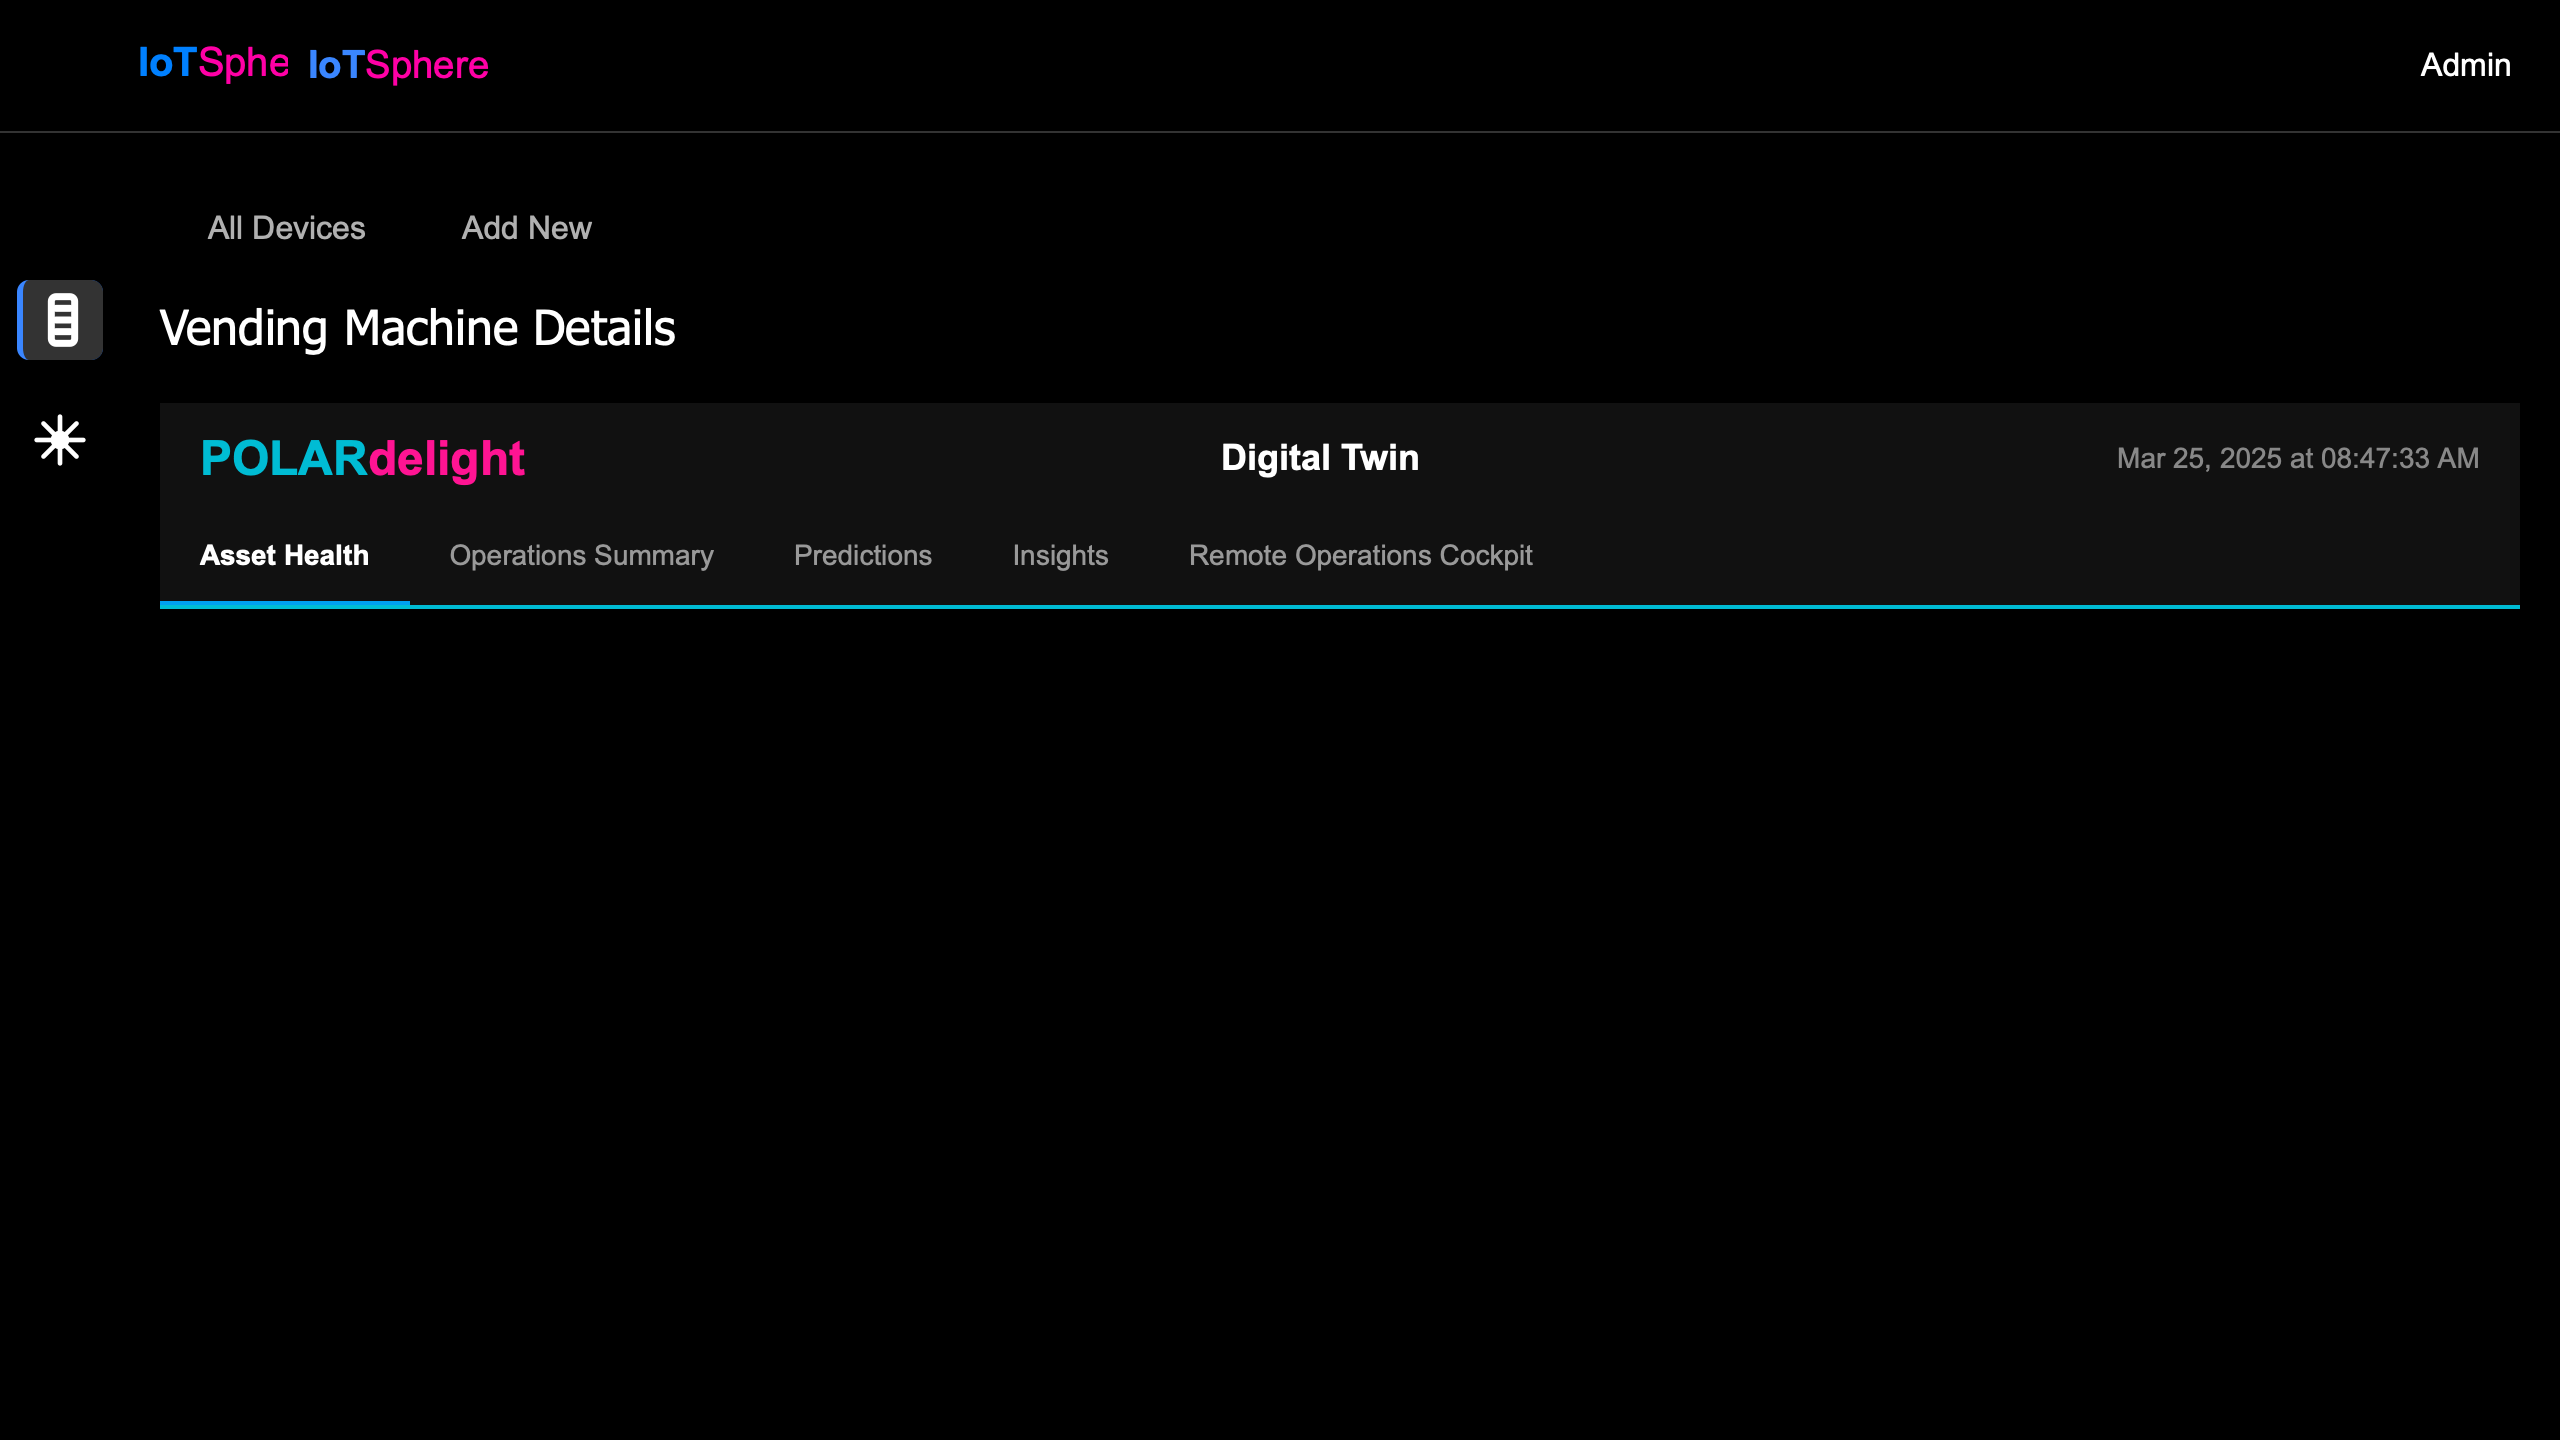 IoTSphe IoTSphere Admin
All Devices Add New
Vending Machine Details
POLARdelight Digital Twin Mar 25, 2025 at 08:47:33 AM
Asset Health Operations Summary Predictions Insights Remote Operations Cockpit